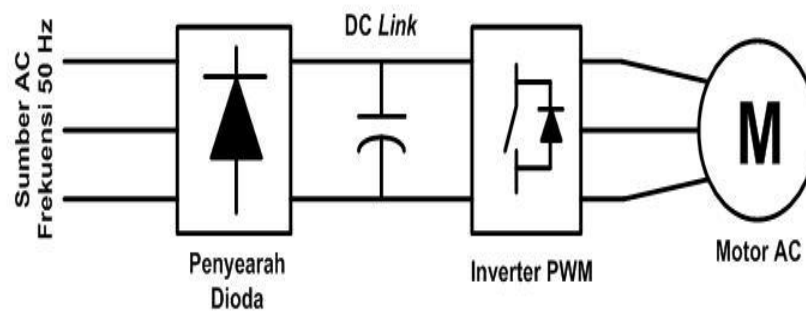 Sumber AC
Frekuensi 50 Hz
DC Link
M
Penyearah
Dioda
Inverter PWM
Motor AC